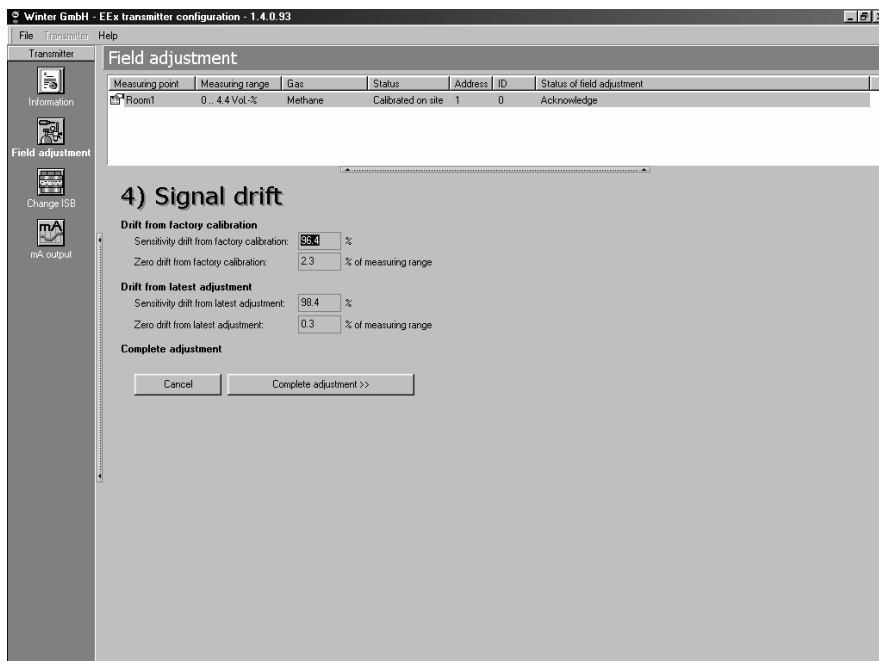 Winter GmbH - EEx transmitter configuration - 1.4.0.93
File Transmitter Help
Transmitter
Information
Field adjustment
Change ISB
mA
mA output
Field adjustment
Measuring point Measuring range Gas Status Address ID Status of field adjustment
Room1 0 .. 4.4 Vol.-% Methane Calibrated on site 1 0 Acknowledge
4) Signal drift
Drift from factory calibration
Sensitivity drift from factory calibration: 96.4 %
Zero drift from factory calibration: 2.3 % of measuring range
Drift from latest adjustment
Sensitivity drift from latest adjustment: 98.4 %
Zero drift from latest adjustment: 0.3 % of measuring range
Complete adjustment
Cancel Complete adjustment >>